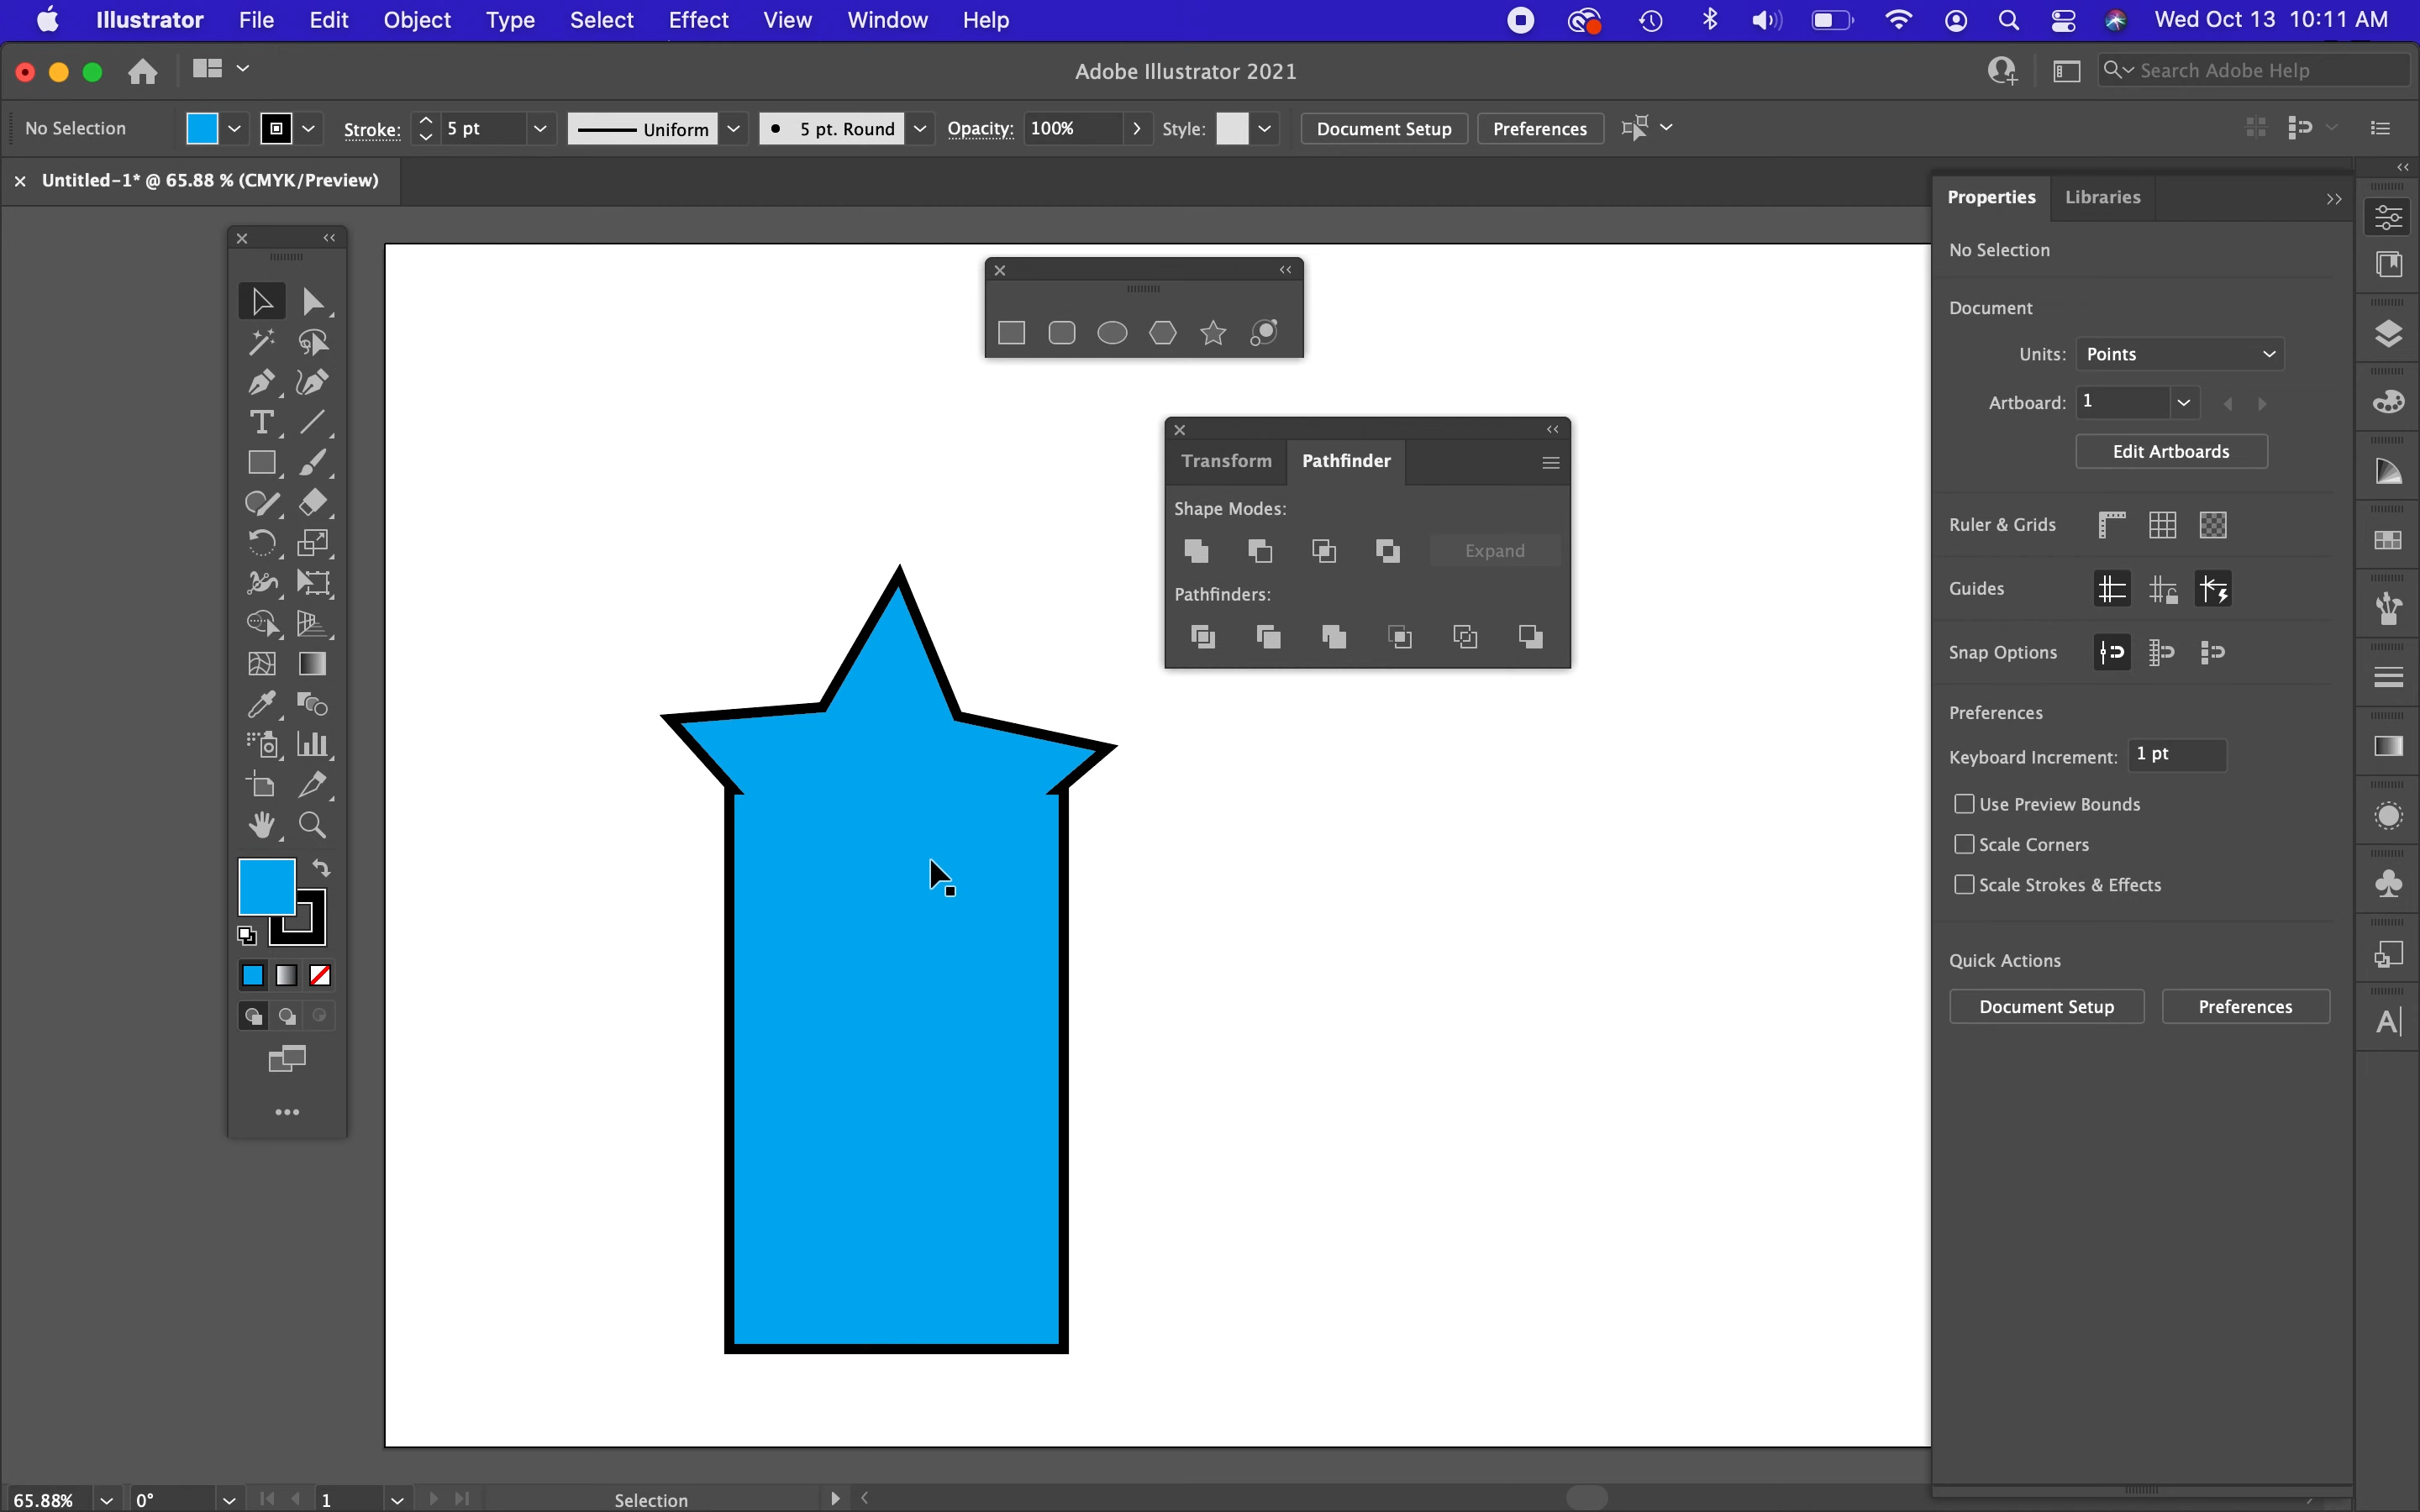 Illustrator File Edit Object Type Select Effect View Window Help Wed Oct 13 10:11 AM
Adobe Illustrator 2021 Search Adobe Help
No Selection Stroke: 5 pt Uniform 5 pt. Round Opacity: 100% Style: Document Setup Preferences
Untitled-1* @ 65.88 % (CMYK/Preview)
Properties Libraries
No Selection
Document
Units: Points
Artboard: 1
Edit Artboards
Ruler & Grids
Guides
Snap Options
Preferences
Keyboard Increment: 1 pt
Use Preview Bounds
Scale Corners
Scale Strokes & Effects
Quick Actions
Document Setup Preferences
Transform Pathfinder
Shape Modes:
Expand
Pathfinders:
65.88% 0° 1 Selection